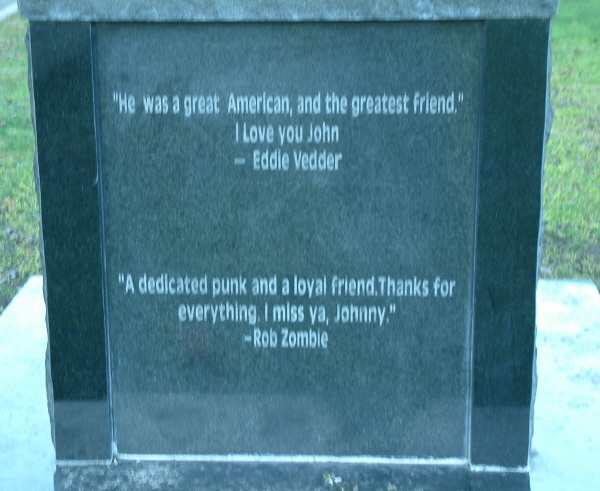 "He was a great American, and the greatest friend."
I Love you John
– Eddie Vedder
"A dedicated punk and a loyal friend.Thanks for
everything. I miss ya, Johnny."
–Rob Zombie